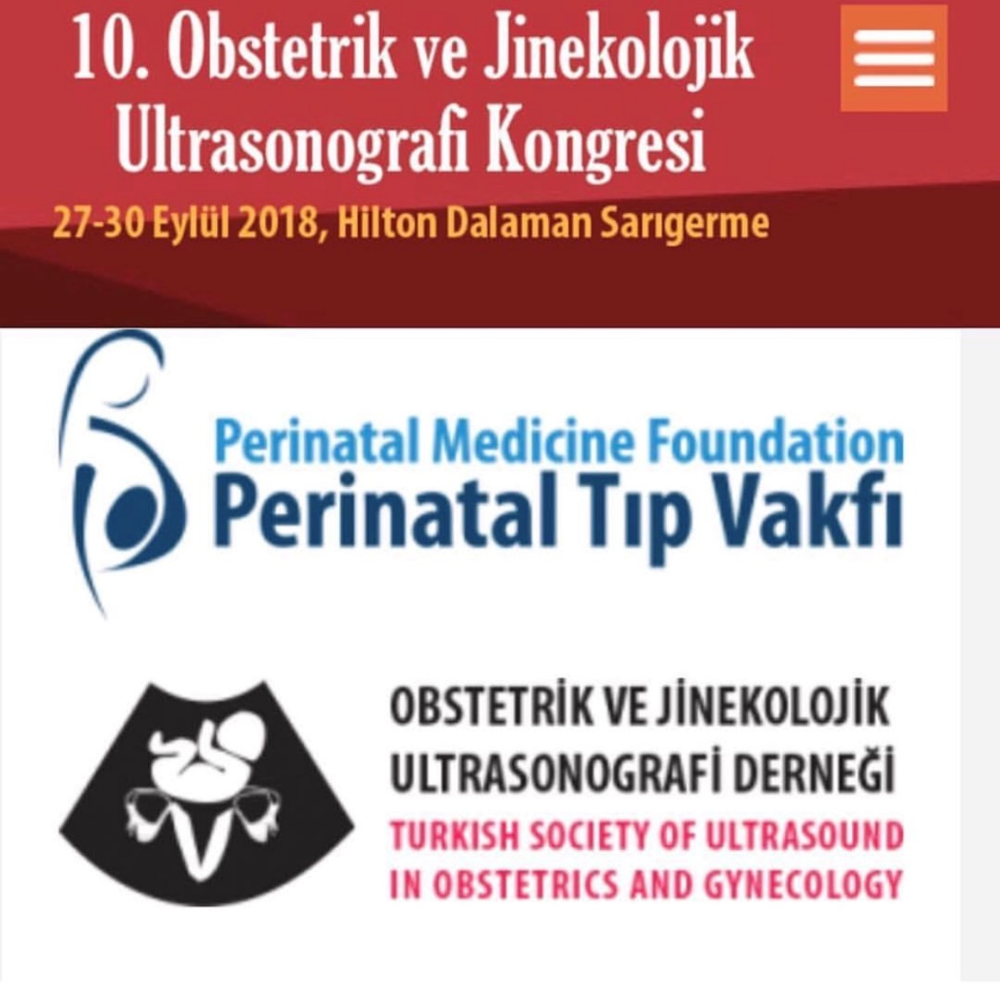 10. Obstetrik ve Jinekolojik
Ultrasonografi Kongresi
27-30 Eylül 2018, Hilton Dalaman Sarıgerme
Perinatal Medicine Foundation
Perinatal Tıp Vakfı
OBSTETRİK VE JİNEKOLOJİK
ULTRASONOGRAFİ DERNEĞİ
TURKISH SOCIETY OF ULTRASOUND
IN OBSTETRICS AND GYNECOLOGY